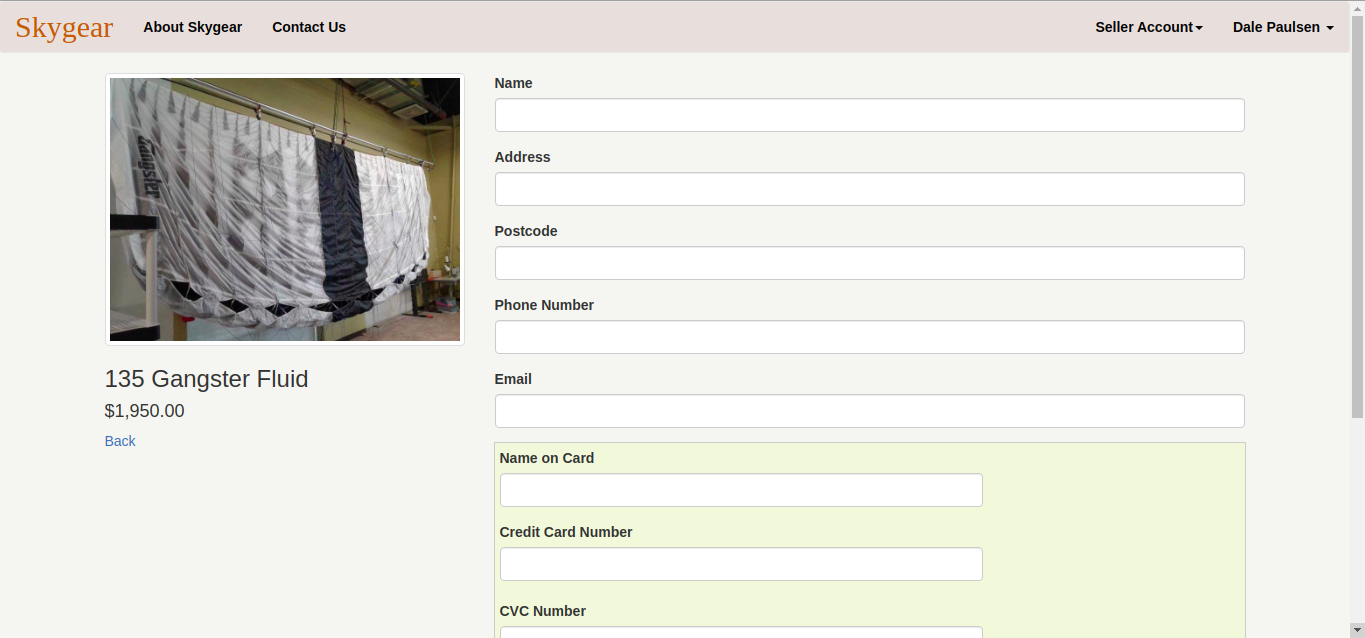 Skygear
About Skygear
Contact Us
Seller Account
Dale Paulsen
Gangster
135 Gangster Fluid
$1,950.00
Back
Name
Address
Postcode
Phone Number
Email
Name on Card
Credit Card Number
CVC Number